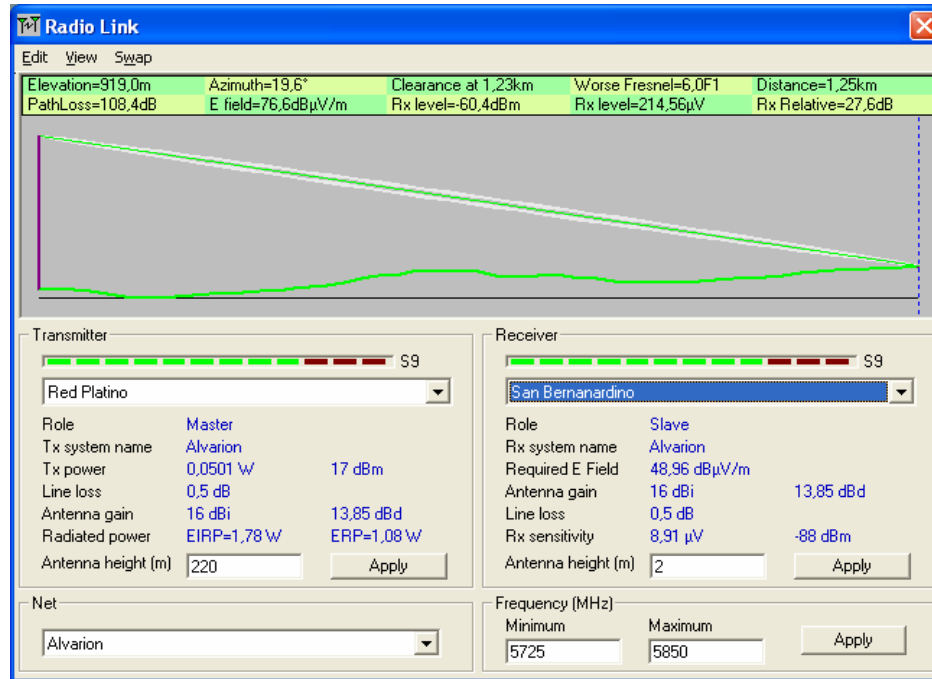 Radio Link
Edit View Swap
Elevation=919,0m Azimuth=19,6° Clearance at 1,23km Worse Fresnel=6,0F1 Distance=1,25km
PathLoss=108,4dB E field=76,6dBµV/m Rx level=-60,4dBm Rx level=214,56µV Rx Relative=27,6dB
Transmitter
S9
Red Platino
Role Master
Tx system name Alvarion
Tx power 0,0501 W 17 dBm
Line loss 0,5 dB
Antenna gain 16 dBi 13,85 dBd
Radiated power EIRP=1,78 W ERP=1,08 W
Antenna height (m) 220 Apply
Receiver
S9
San Bernanardino
Role Slave
Rx system name Alvarion
Required E Field 48,96 dBµV/m
Antenna gain 16 dBi 13,85 dBd
Line loss 0,5 dB
Rx sensitivity 8,91 µV -88 dBm
Antenna height (m) 2 Apply
Net
Alvarion
Frequency (MHz)
Minimum Maximum
5725 5850 Apply